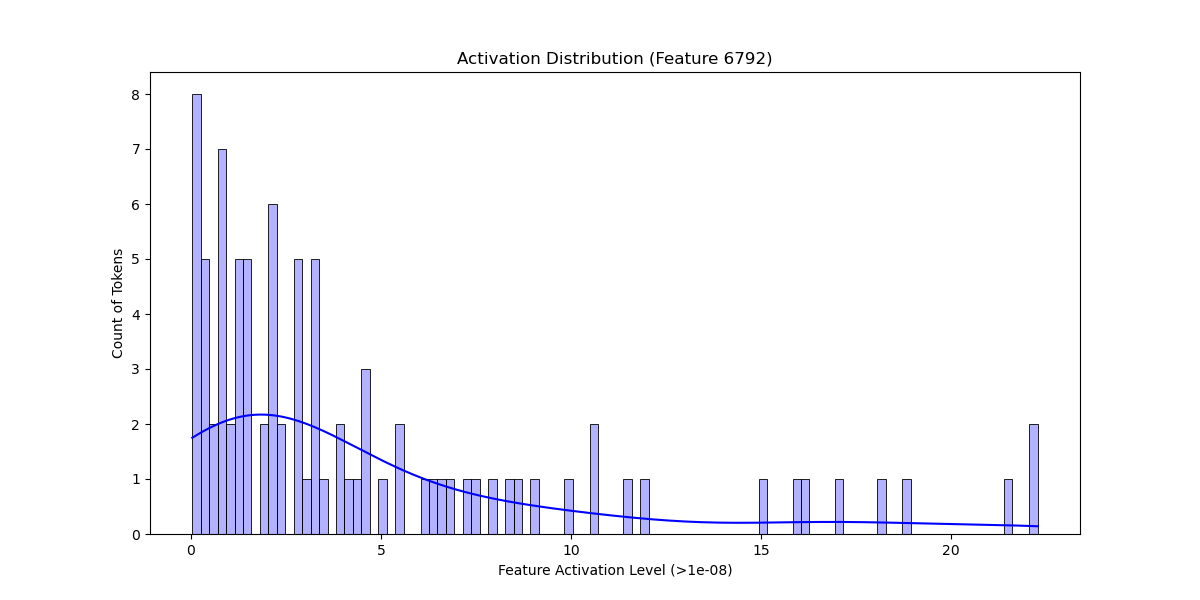 Activation Distribution (Feature 6792)
8
7
6
5
4
3
2
1
0
Count of Tokens
0 5 10 15 20
Feature Activation Level (>1e-08)